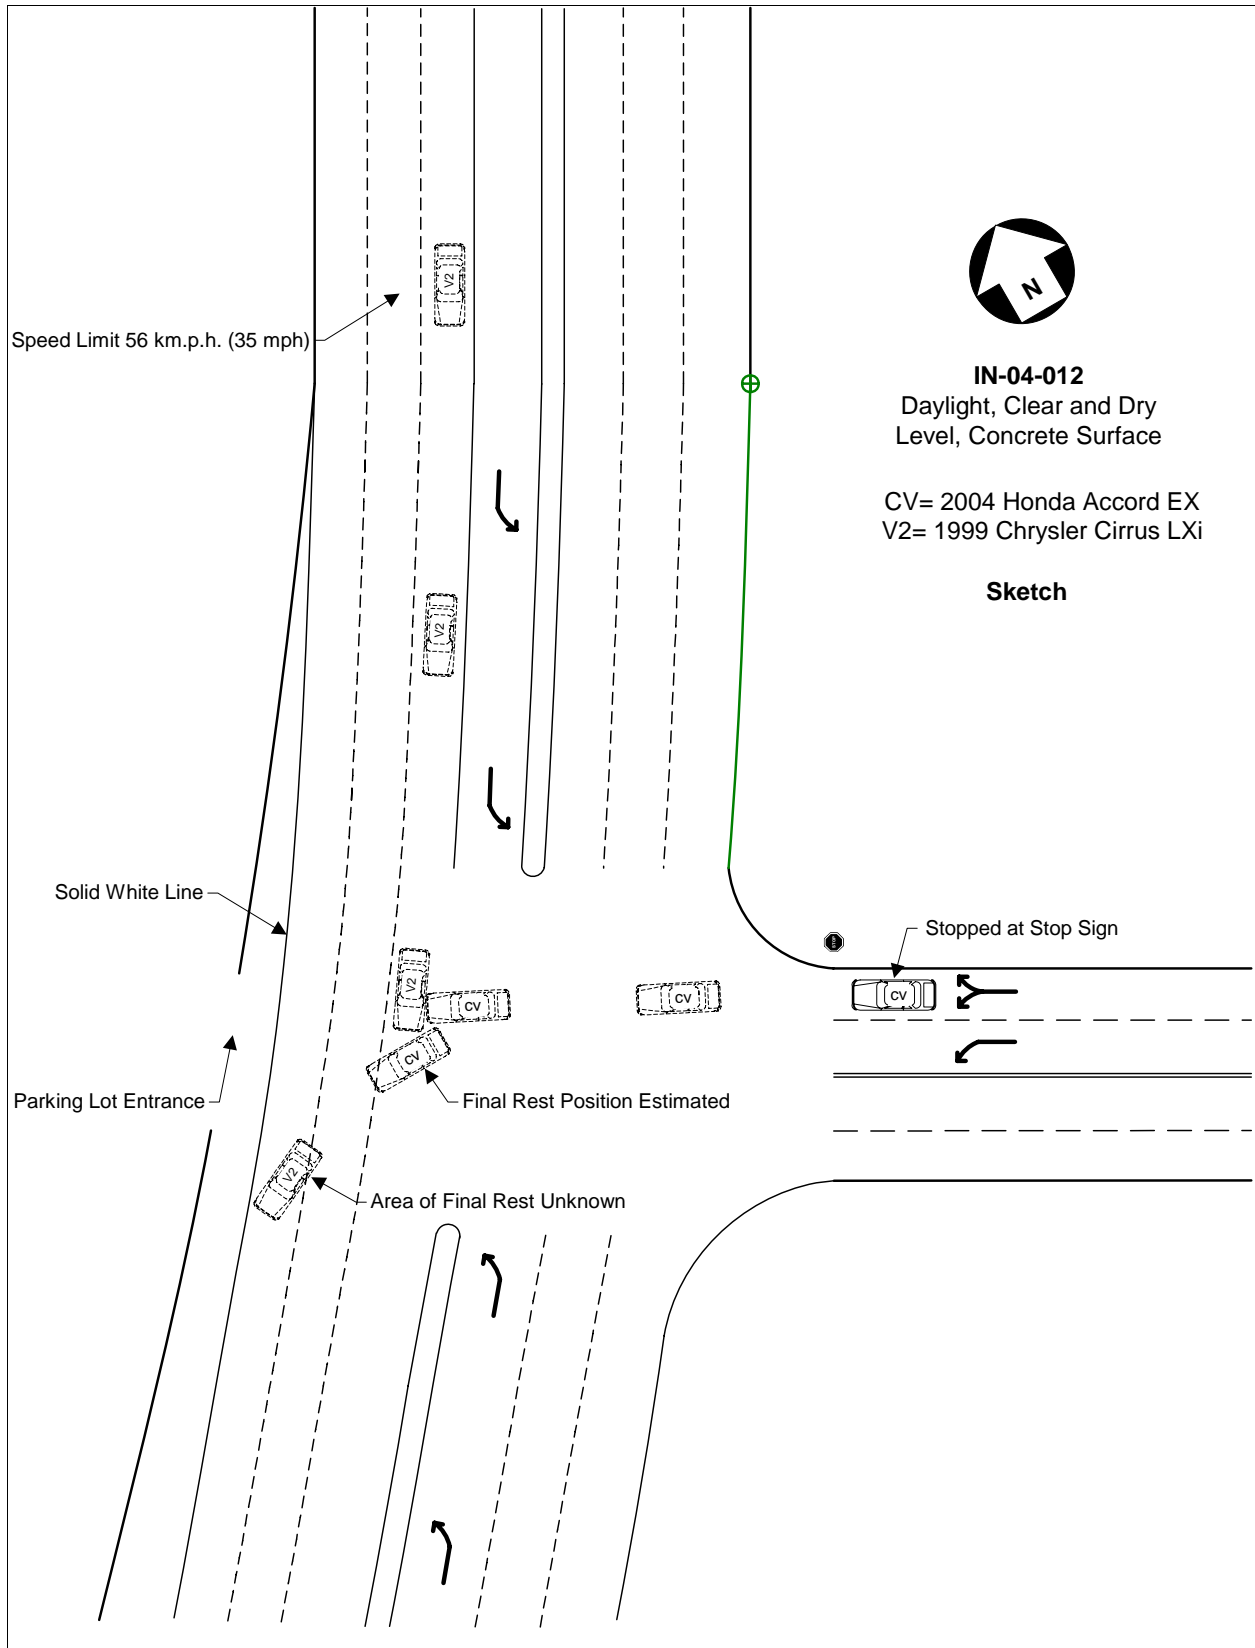 V2
Speed Limit 56 km.p.h. (35 mph)
N
IN-04-012
Daylight, Clear and Dry
Level, Concrete Surface
CV= 2004 Honda Accord EX
V2= 1999 Chrysler Cirrus LXi
Sketch
V2
Solid White Line
STOP
Stopped at Stop Sign
V2
CV
CV
CV
CV
Parking Lot Entrance
Final Rest Position Estimated
V2
Area of Final Rest Unknown